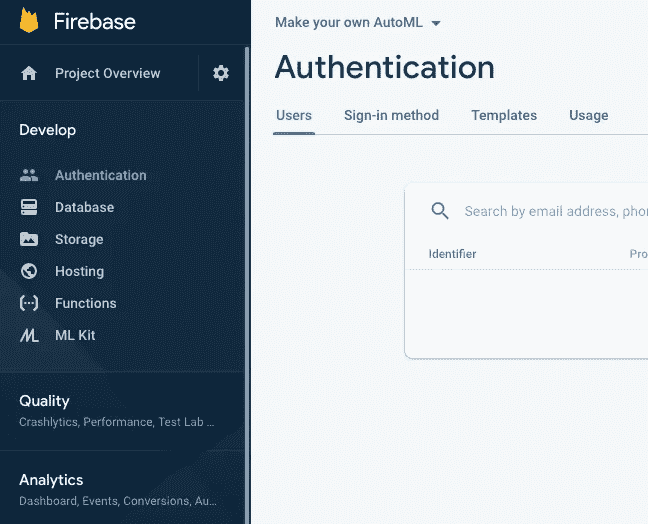 Firebase
Project Overview
Develop
Authentication
Database
Storage
Hosting
Functions
ML Kit
Quality
Crashlytics, Performance, Test Lab ...
Analytics
Dashboard, Events, Conversions, Au...
Make your own AutoML
Authentication
Users Sign-in method Templates Usage
Search by email address, phon
Identifier Pro